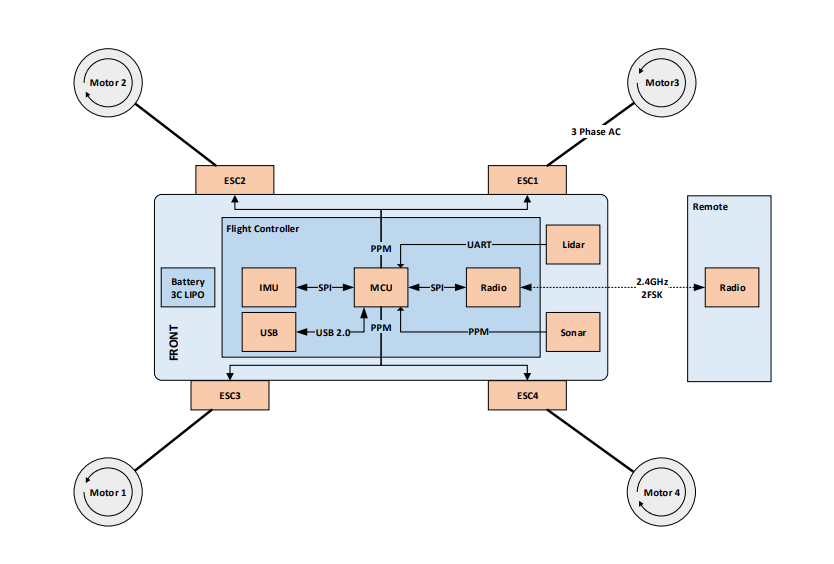 Motor 2
Motor3
3 Phase AC
ESC2
ESC1
Remote
Flight Controller
PPM
UART
Lidar
Battery
3C LIPO
IMU
SPI
MCU
SPI
Radio
2.4GHz
2FSK
Radio
FRONT
USB
USB 2.0
PPM
PPM
Sonar
ESC3
ESC4
Motor 1
Motor 4